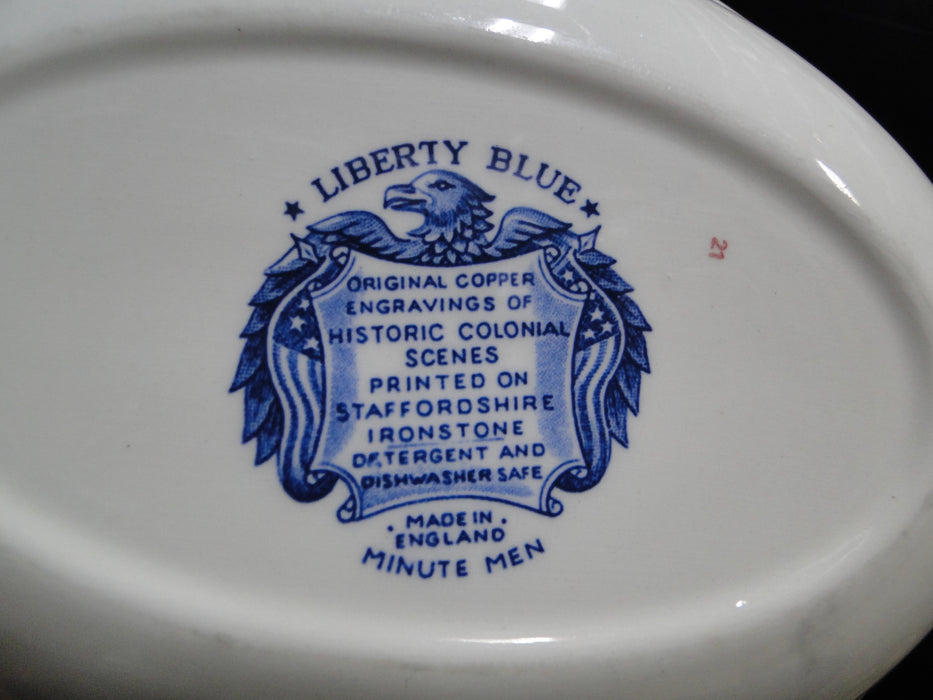 LIBERTY BLUE
ORIGINAL COPPER
ENGRAVINGS OF
HISTORIC COLONIAL
SCENES
PRINTED ON
STAFFORDSHIRE
IRONSTONE
DETERGENT AND
DISHWASHER SAFE
· MADE IN ·
ENGLAND
MINUTE MEN
21